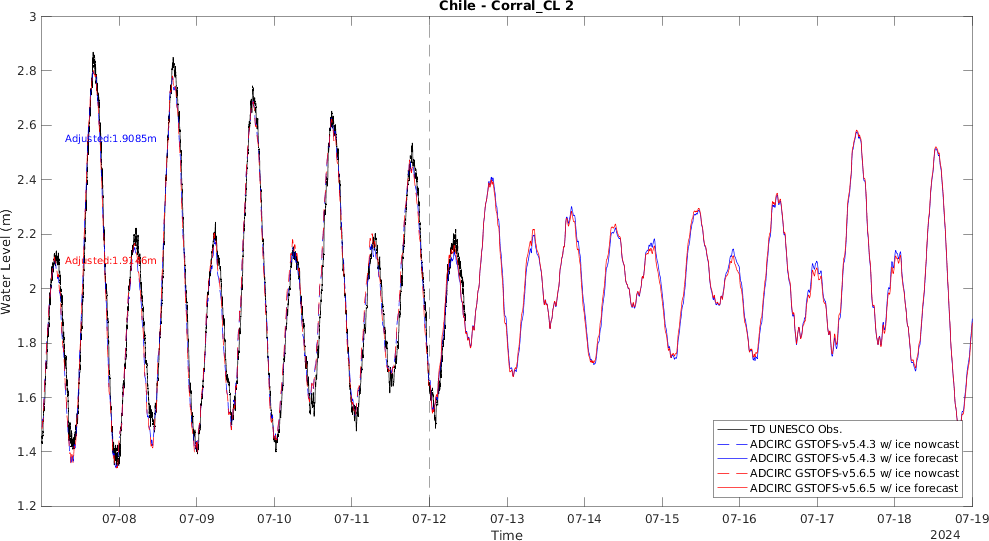 Chile - Corral_CL 2
Water Level (m)
3
2.8
2.6
2.4
2.2
2
1.8
1.6
1.4
1.2
Adjusted:1.9085m
TD UNESCO Obs.
ADCIRC GSTOFS-v5.4.3 w/ ice nowcast
ADCIRC GSTOFS-v5.4.3 w/ ice forecast
ADCIRC GSTOFS-v5.6.5 w/ ice nowcast
ADCIRC GSTOFS-v5.6.5 w/ ice forecast
07-08 07-09 07-10 07-11 07-12 07-13 07-14 07-15 07-16 07-17 07-18 07-19
Time
2024